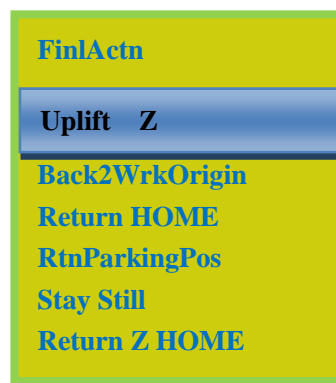 FinlActn
Uplift Z
Back2WrkOrigin
Return HOME
RtnParkingPos
Stay Still
Return Z HOME